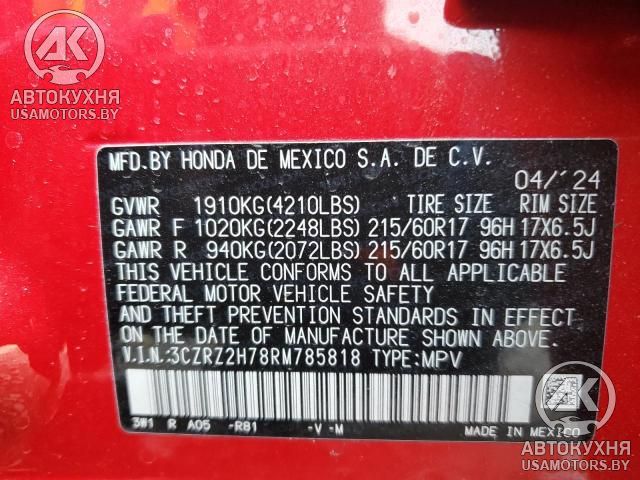 АК
АВТОКУХНЯ
USAMOTORS.BY
MFD.BY HONDA DE MEXICO S.A. DE C.V.
04/'24
GVWR 1910KG(4210LBS) TIRE SIZE RIM SIZE
GAWR F 1020KG(2248LBS) 215/60R17 96H 17X6.5J
GAWR R 940KG(2072LBS) 215/60R17 96H 17X6.5J
THIS VEHICLE CONFORMS TO ALL APPLICABLE
FEDERAL MOTOR VEHICLE SAFETY
AND THEFT PREVENTION STANDARDS IN EFFECT
ON THE DATE OF MANUFACTURE SHOWN ABOVE.
V.I.N.:3CZRZ2H78RM785818 TYPE:MPV
3W1 R A05 -R81 -V -M MADE IN MEXICO
АК
АВТОКУХНЯ
USAMOTORS.BY